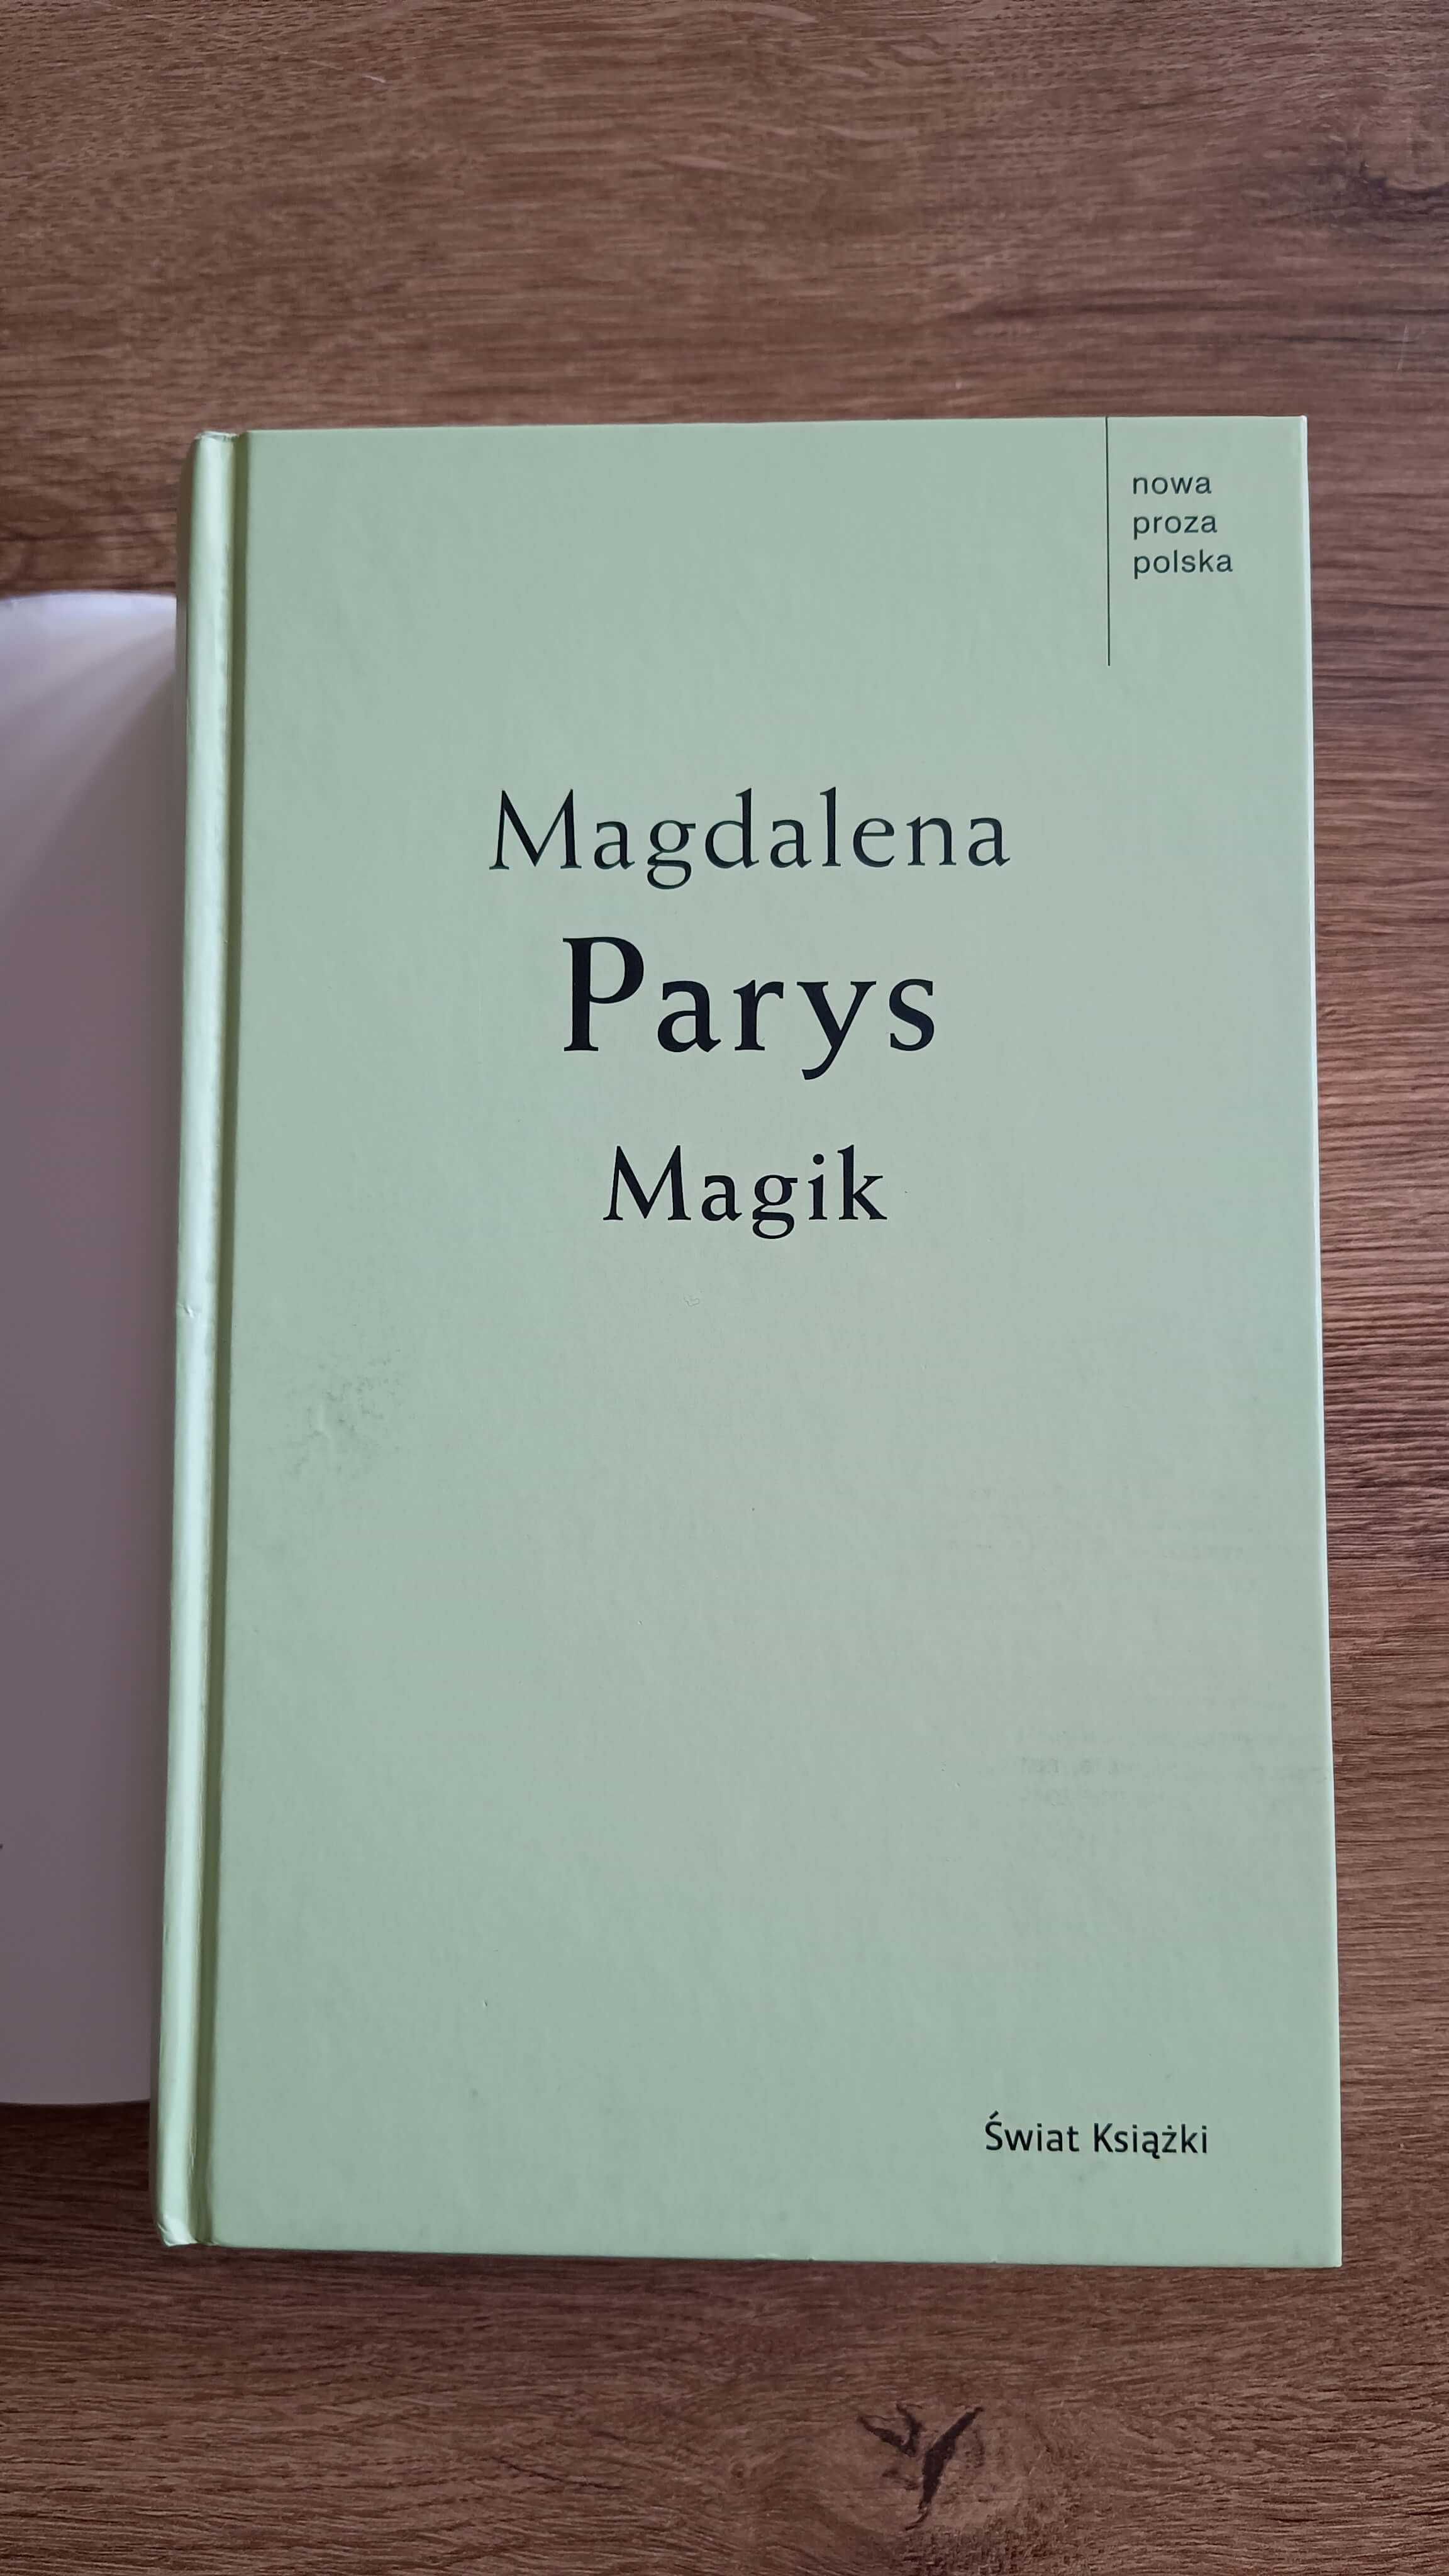 nowa
proza
polska
Magdalena
Parys
Magik
Świat Książki